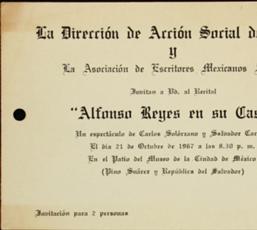 La Dirección de Acción Social d
y
La Asociación de Escritores Mexicanos
Invitan a Ud. al Recital
"Alfonso Reyes en su Cas
Un espectáculo de Carlos Solórzano y Salvador
El día 21 de Octubre de 1967 a las 8.30 p. m.
En el Patio del Museo de la Ciudad de México
(Pino Suárez y República del Salvador)
Invitación para 2 personas